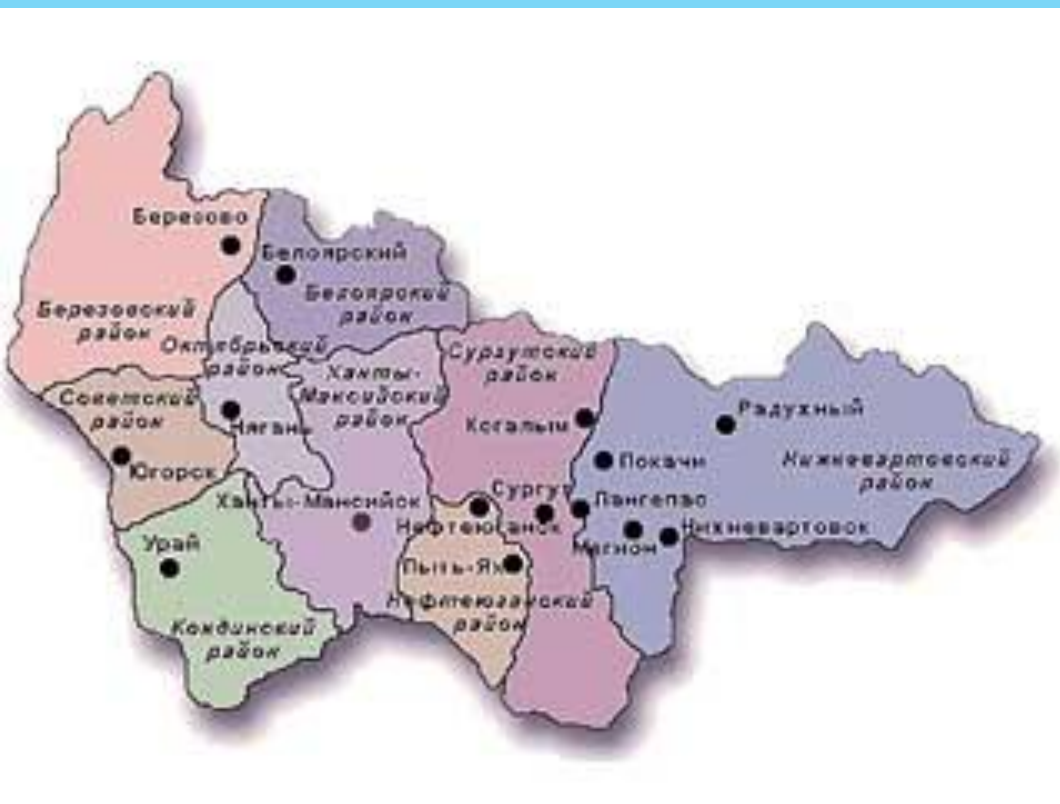 Березово
Белоярский
Белоярский
район
Березовский
район
Октябрьский
район
Сургутский
район
Ханты-
Мансийский
район
Советский
район
Нягань
Когалым
Радужный
Югорск
Покачи
Нижневартовский
район
Сургут
Лангепас
Ханты-Мансийск
Нефтеюганск
Нижневартовск
Мегион
Урай
Пыть-Ях
Нефтеюганский
район
Кондинский
район